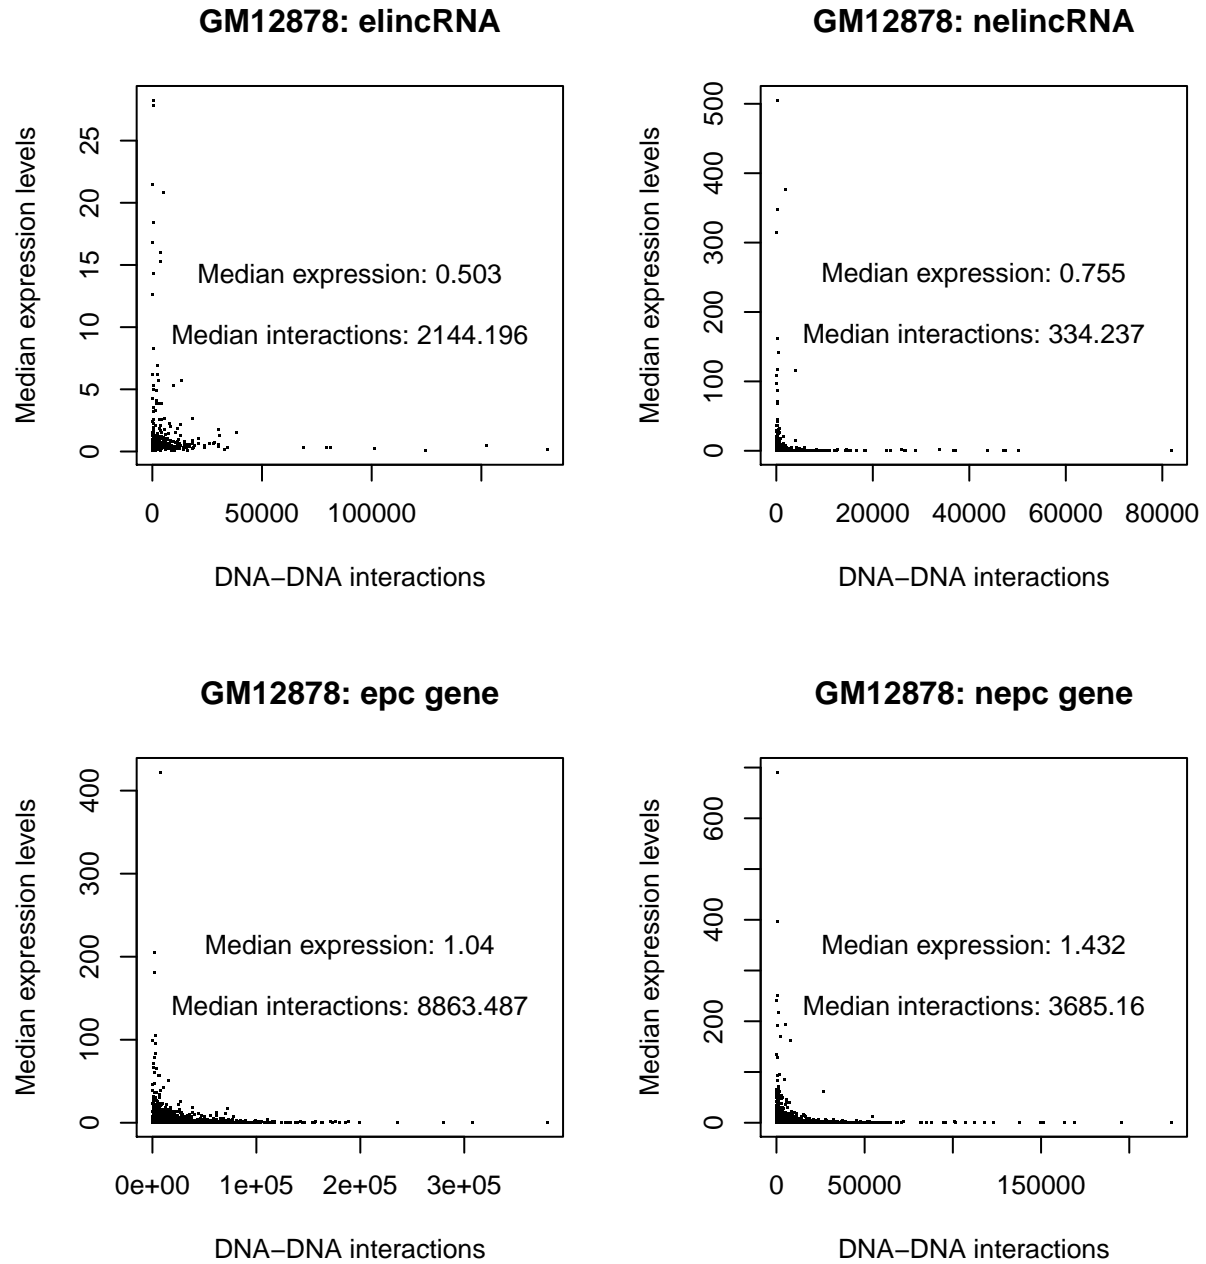 GM12878: elincRNA
Median expression levels
25
20
15
10
5
0
Median expression: 0.503
Median interactions: 2144.196
0 50000 100000
DNA−DNA interactions
GM12878: nelincRNA
Median expression levels
500
400
300
200
100
0
Median expression: 0.755
Median interactions: 334.237
0 20000 40000 60000 80000
DNA−DNA interactions
GM12878: epc gene
Median expression levels
400
300
200
100
0
Median expression: 1.04
Median interactions: 8863.487
0e+00 1e+05 2e+05 3e+05
DNA−DNA interactions
GM12878: nepc gene
Median expression levels
600
400
200
0
Median expression: 1.432
Median interactions: 3685.16
0 50000 150000
DNA−DNA interactions